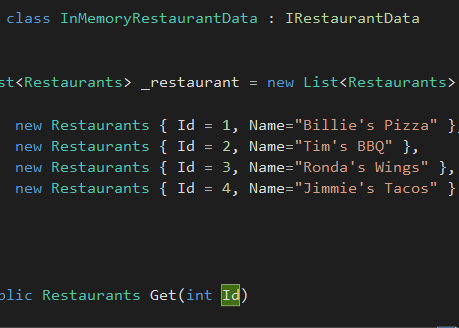 class InMemoryRestaurantData : IRestaurantData
st<Restaurants> _restaurant = new List<Restaurants>
new Restaurants { Id = 1, Name="Billie's Pizza" },
new Restaurants { Id = 2, Name="Tim's BBQ" },
new Restaurants { Id = 3, Name="Ronda's Wings" },
new Restaurants { Id = 4, Name="Jimmie's Tacos" }
blic Restaurants Get(int Id)